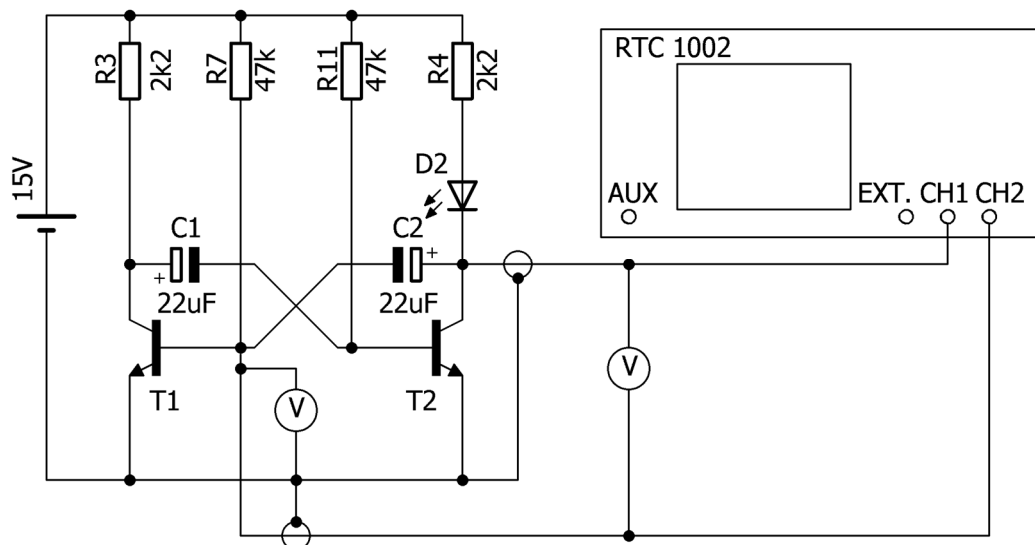 RTC 1002
R3
2k2
R7
47k
R11
47k
R4
2k2
15V
D2
AUX
EXT. CH1 CH2
C1
C2
+
+
22uF
22uF
T1
T2
V
V